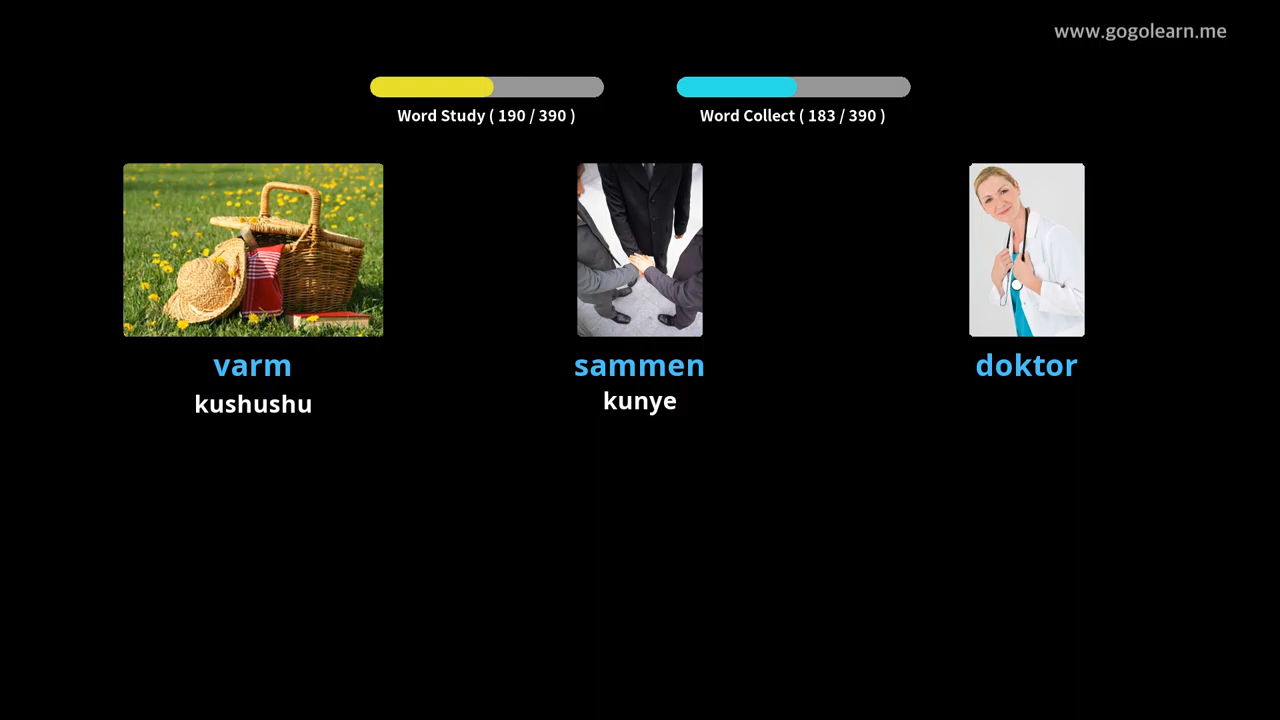 www.gogolearn.me
Word Study ( 190 / 390 )
Word Collect ( 183 / 390 )
varm
sammen
doktor
kushushu
kunye